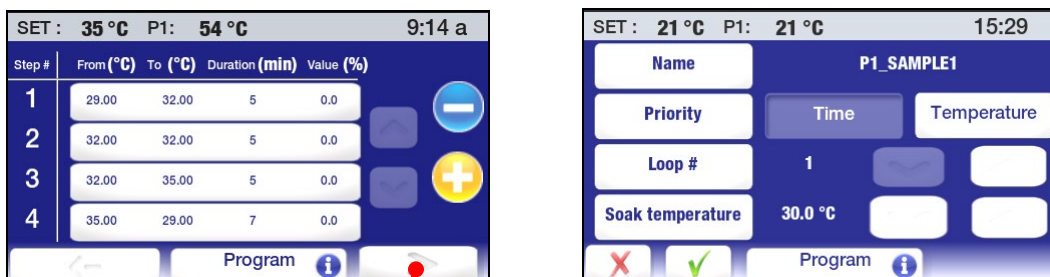 SET : 35 °C P1: 54 °C 9:14 a
Step # From (°C) To (°C) Duration (min) Value (%)
1 29.00 32.00 5 0.0
2 32.00 32.00 5 0.0
3 32.00 35.00 5 0.0
4 35.00 29.00 7 0.0
Program i
SET : 21 °C P1: 21 °C 15:29
Name P1_SAMPLE1
Priority Time Temperature
Loop # 1
Soak temperature 30.0 °C
Program i